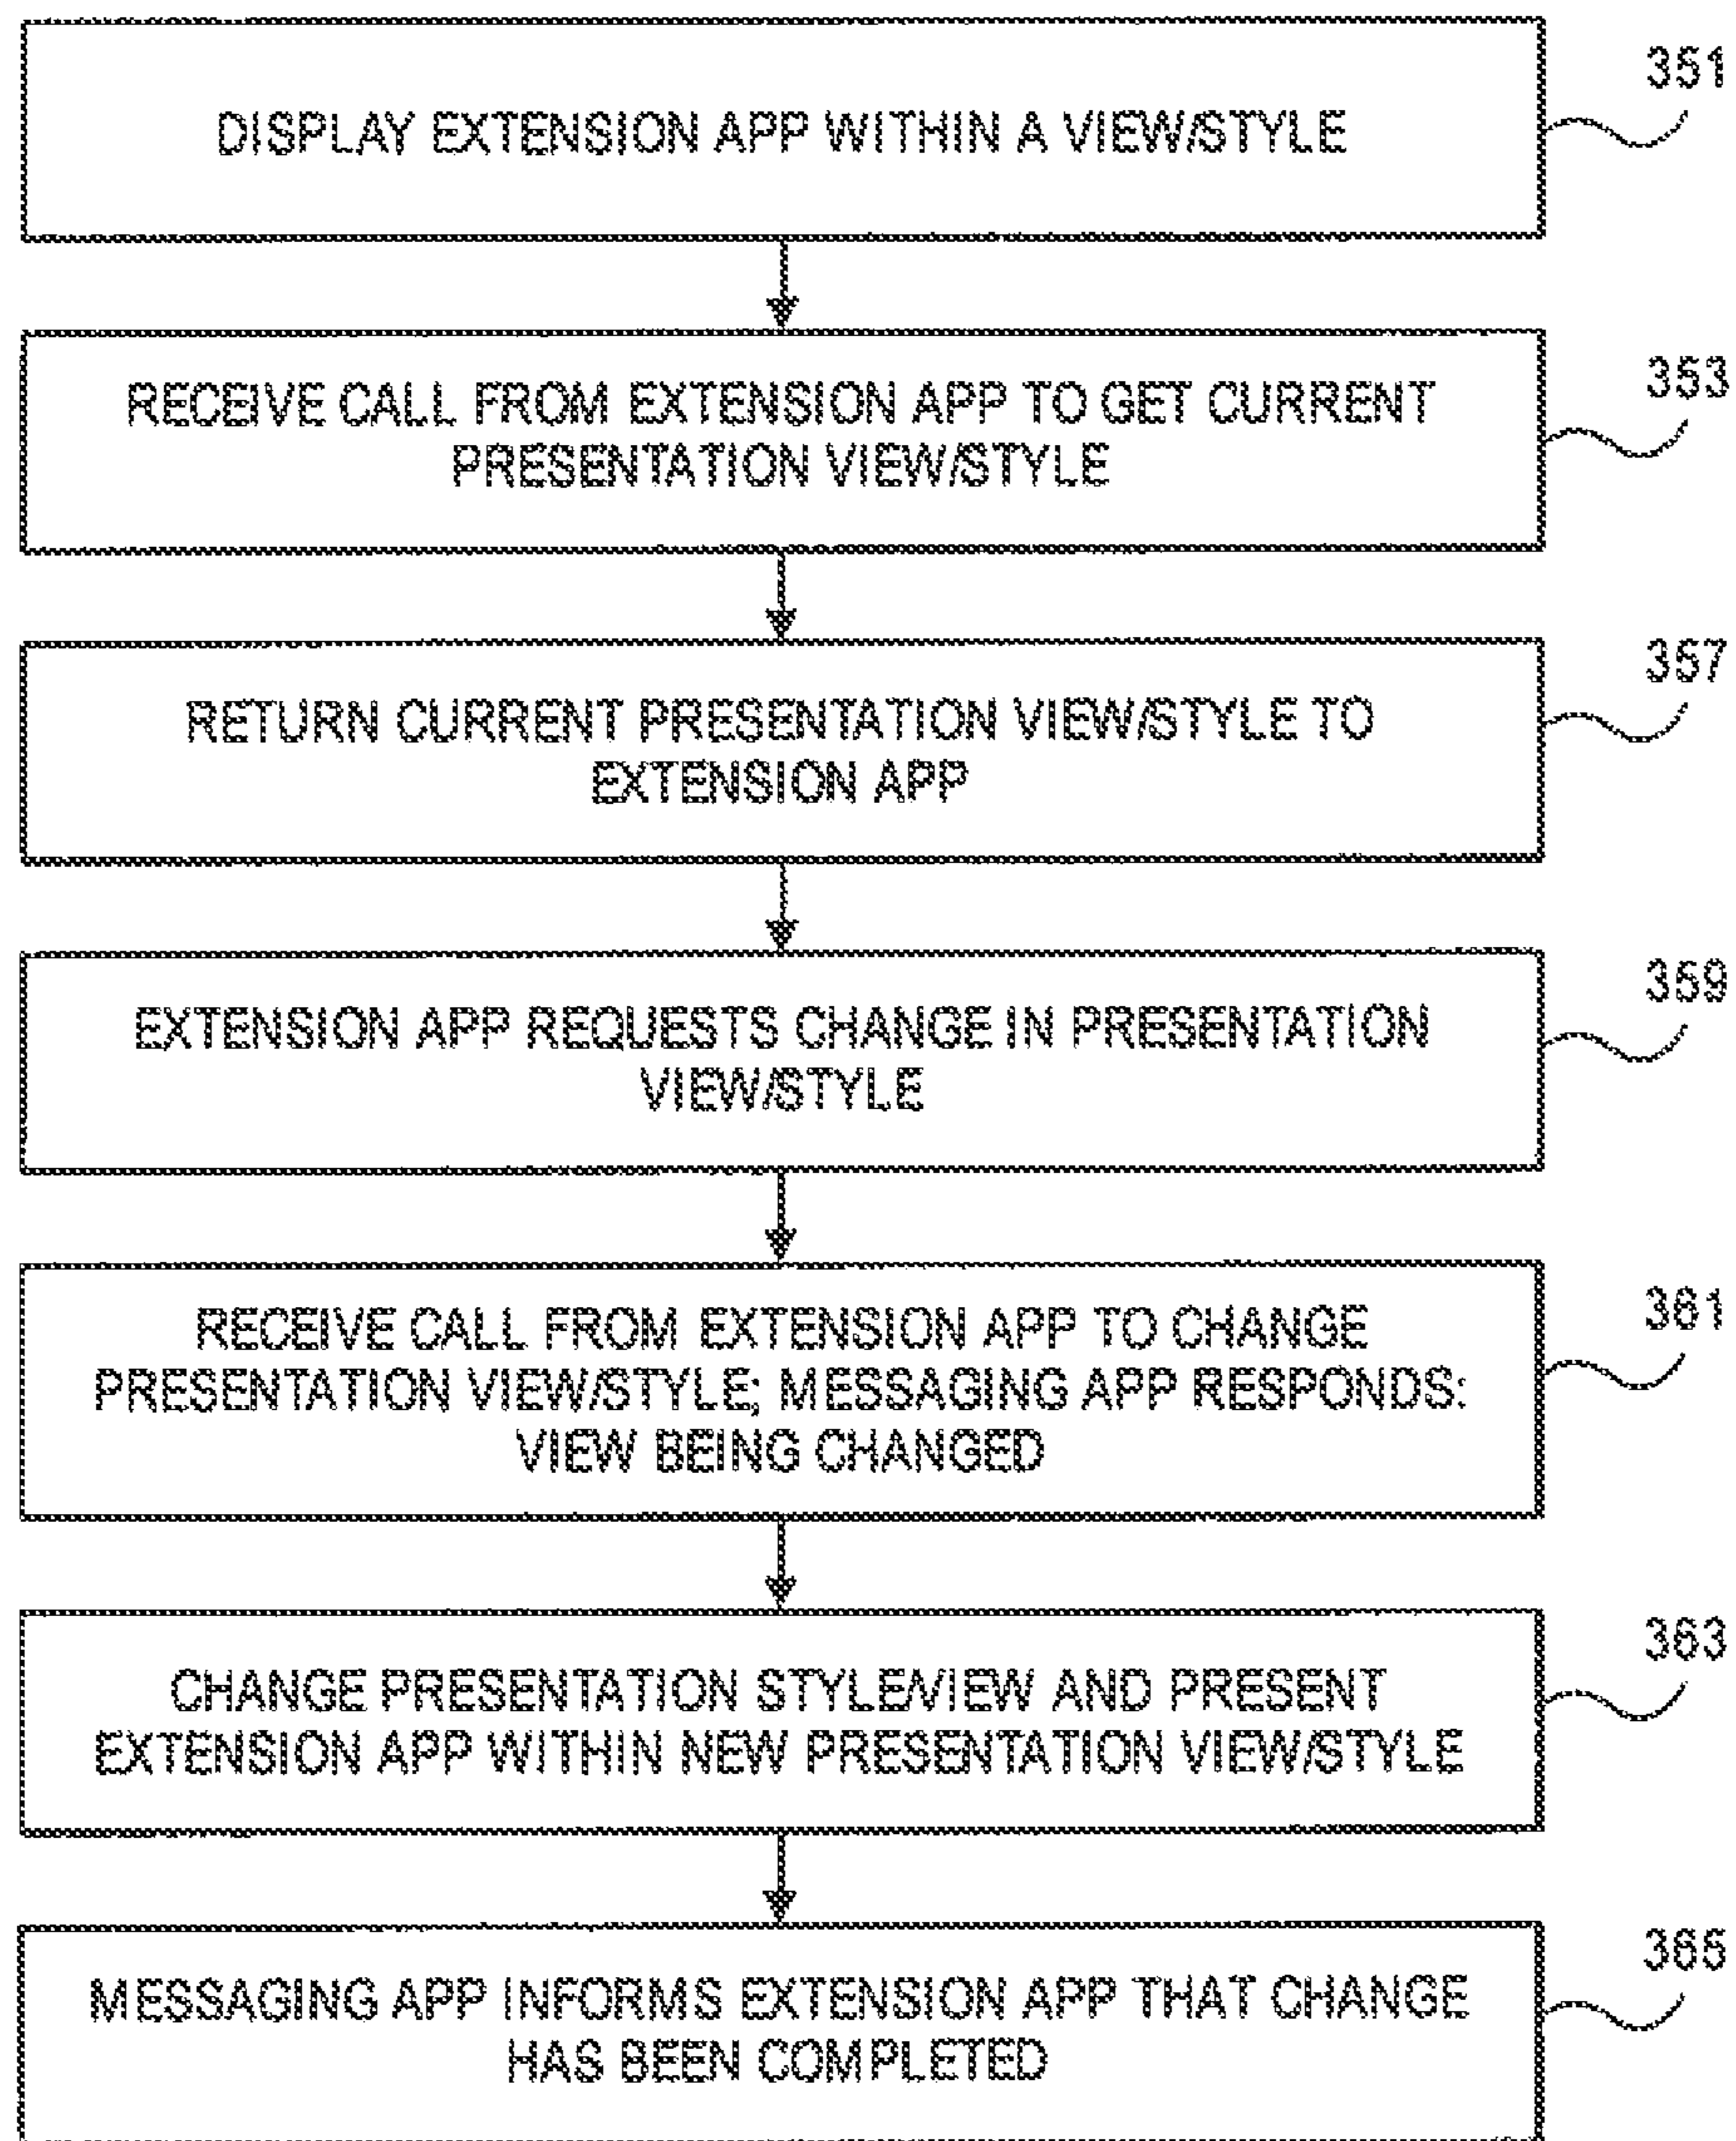 351
DISPLAY EXTENSION APP WITHIN A VIEW/STYLE
353
RECEIVE CALL FROM EXTENSION APP TO GET CURRENT
PRESENTATION VIEW/STYLE
357
RETURN CURRENT PRESENTATION VIEW/STYLE TO
EXTENSION APP
359
EXTENSION APP REQUESTS CHANGE IN PRESENTATION
VIEW/STYLE
361
RECEIVE CALL FROM EXTENSION APP TO CHANGE
PRESENTATION VIEW/STYLE; MESSAGING APP RESPONDS:
VIEW BEING CHANGED
363
CHANGE PRESENTATION STYLE/VIEW AND PRESENT
EXTENSION APP WITHIN NEW PRESENTATION VIEW/STYLE
365
MESSAGING APP INFORMS EXTENSION APP THAT CHANGE
HAS BEEN COMPLETED